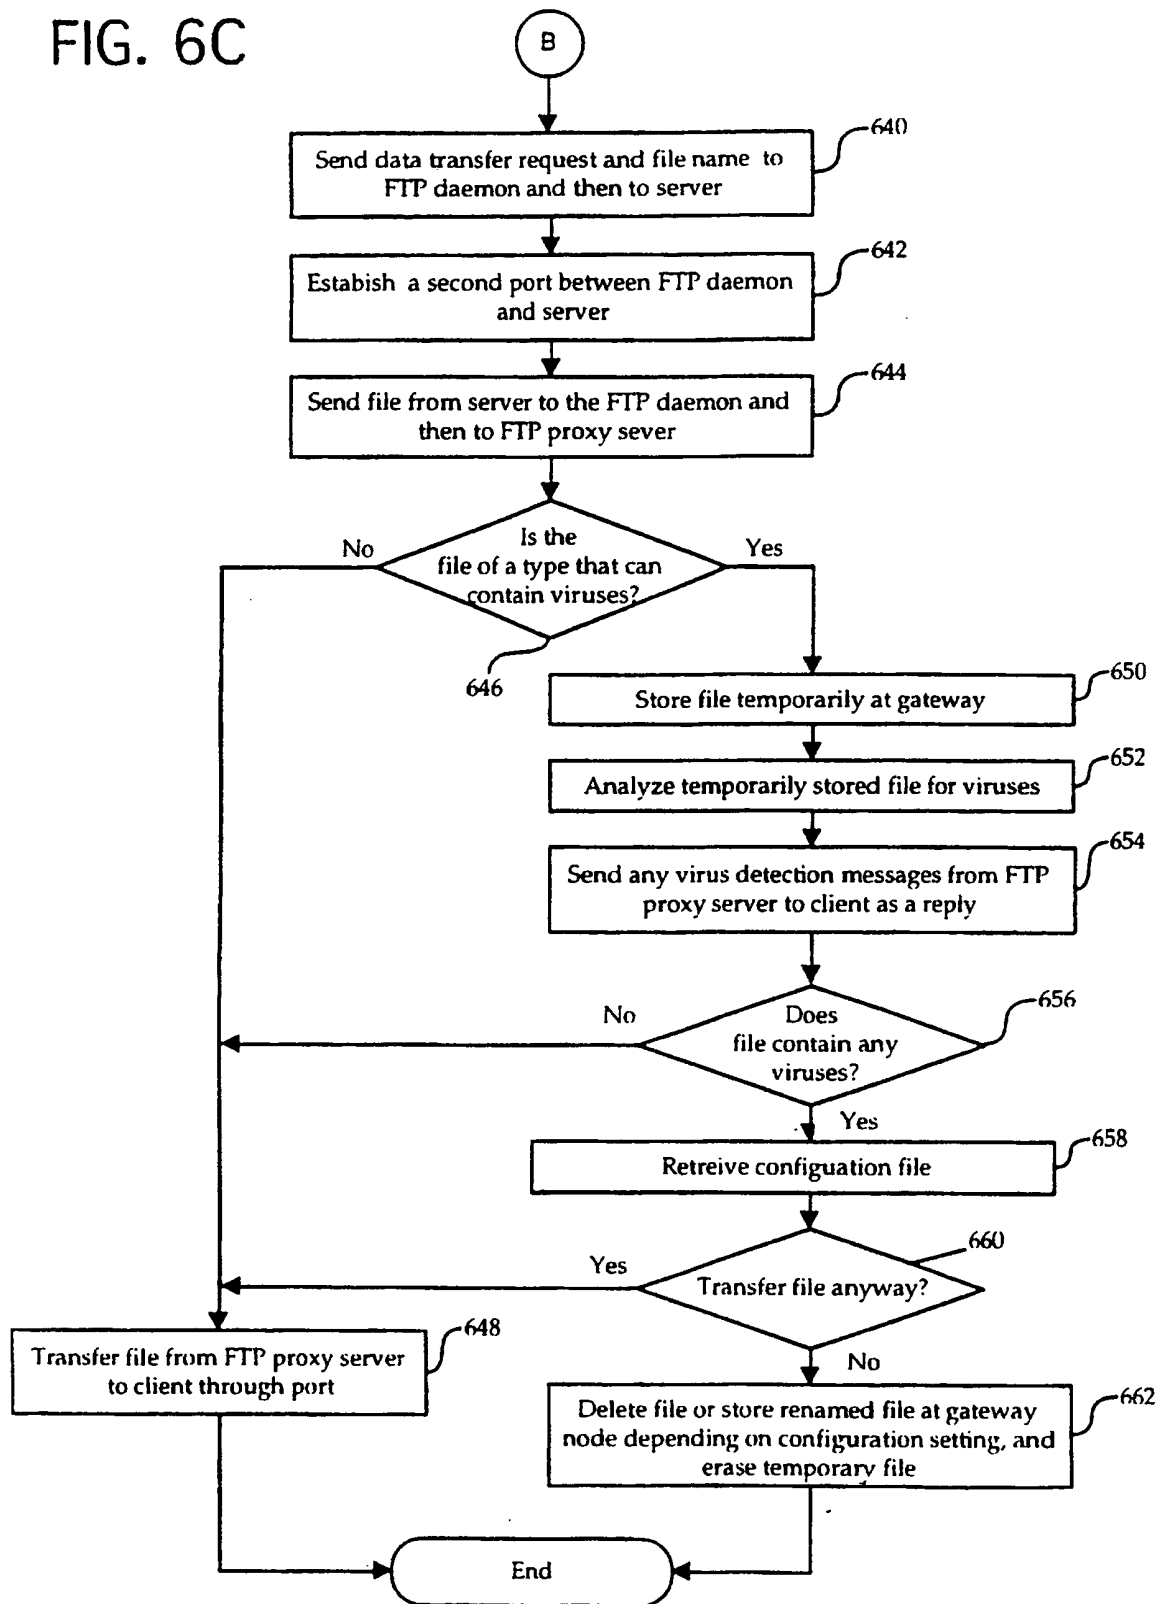 FIG. 6C
B
640
Send data transfer request and file name to
FTP daemon and then to server
642
Estabish a second port between FTP daemon
and server
644
Send file from server to the FTP daemon and
then to FTP proxy sever
No
Is the
file of a type that can
contain viruses?
Yes
646
650
Store file temporarily at gateway
652
Analyze temporarily stored file for viruses
654
Send any virus detection messages from FTP
proxy server to client as a reply
656
No
Does
file contain any
viruses?
Yes
658
Retreive configuation file
660
Yes
Transfer file anyway?
648
Transfer file from FTP proxy server
to client through port
No
662
Delete file or store renamed file at gateway
node depending on configuration setting, and
erase temporary file
End